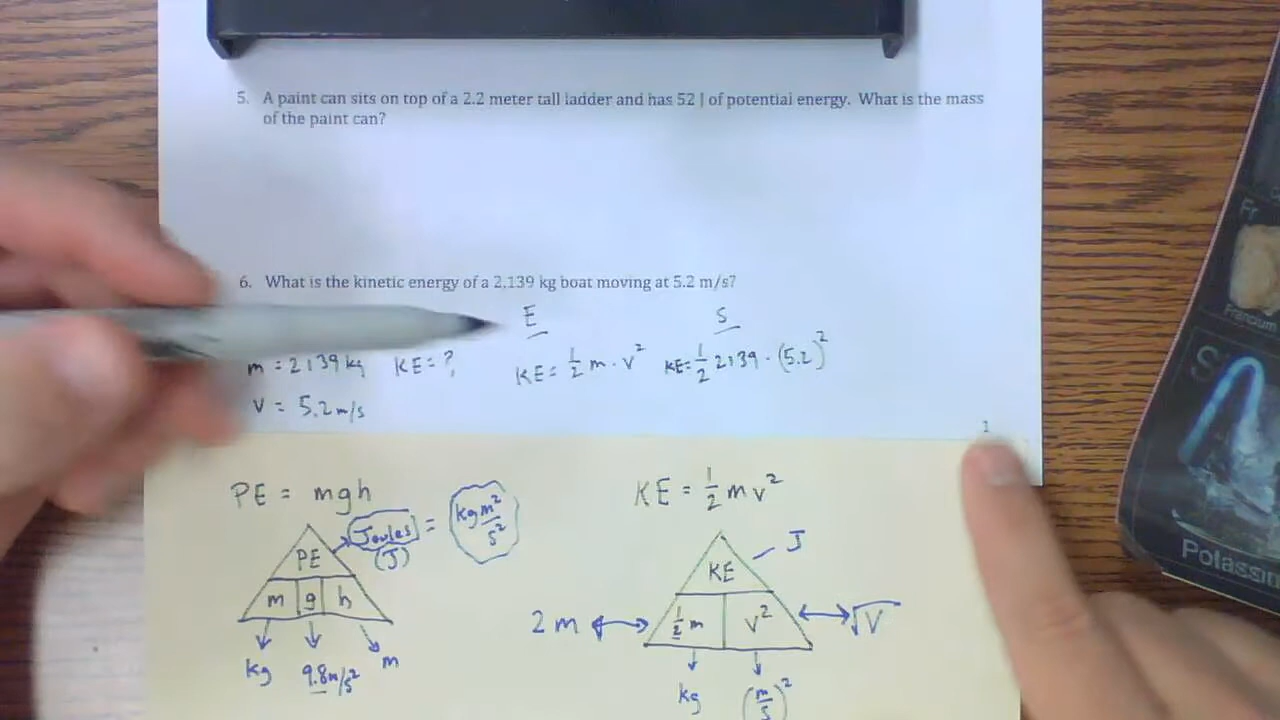 5. A paint can sits on top of a 2.2 meter tall ladder and has 52 J of potential energy. What is the mass
of the paint can?
6. What is the kinetic energy of a 2,139 kg boat moving at 5.2 m/s?
E S
m = 2139 kg KE = ? KE = 1/2 m · v² KE = 1/2 2139 · (5.2)²
v = 5.2 m/s
1
PE = mgh KE = 1/2 mv²
Joules = kg m²/s²
(J)
J
PE
KE
m g h
2m 1/2 m v² √V
kg 9.8 m/s² m
kg (m/s)²
Fr
Francium
S
Potassium